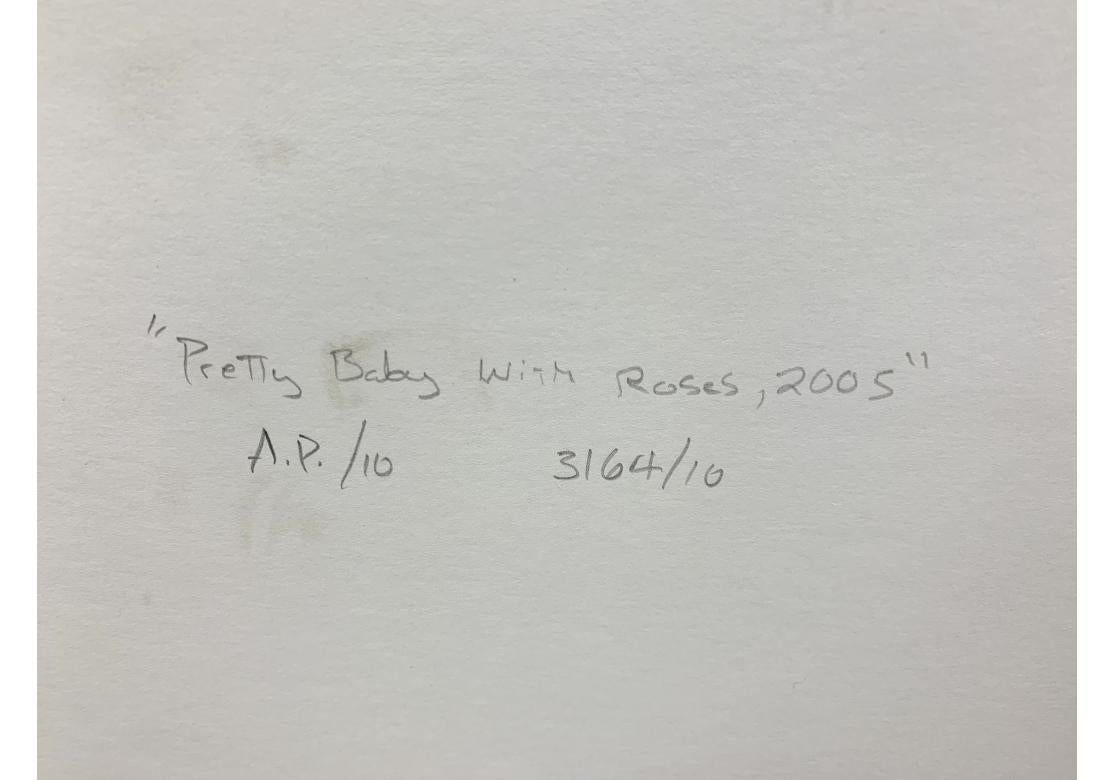 "Pretty Baby With Roses, 2005"
A.P. /10 3164/10